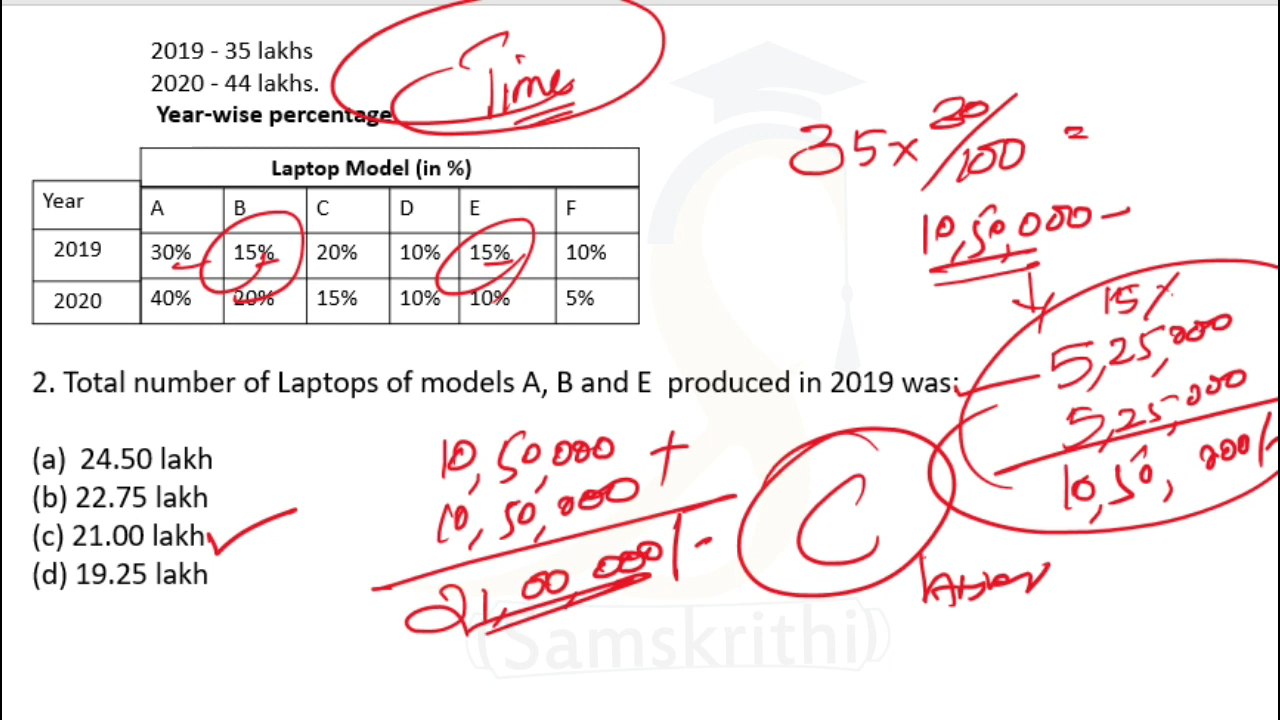 2019 - 35 lakhs
2020 - 44 lakhs.
Time
Year-wise percentage
35 x 30/100 =
Laptop Model (in %)
Year A B C D E F
2019 30% 15% 20% 10% 15% 10%
2020 40% 20% 15% 10% 10% 5%
10,50,000 -
15%
5,25,000
5,25,000
10,50,000/-
2. Total number of Laptops of models A, B and E produced in 2019 was:
(a) 24.50 lakh
(b) 22.75 lakh
(c) 21.00 lakh
(d) 19.25 lakh
10,50,000 +
10,50,000
21,00,000/-
C
Answer
(Samskrithi)